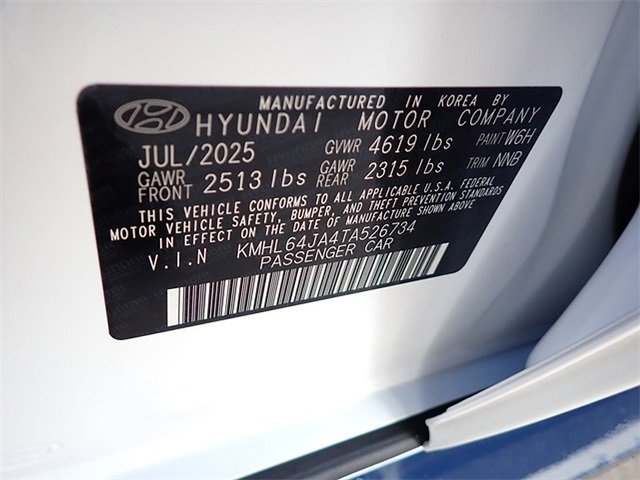 MANUFACTURED IN KOREA BY
HYUNDAI MOTOR COMPANY
JUL/2025 GVWR 4619 lbs PAINT W6H
GAWR FRONT 2513 lbs GAWR REAR 2315 lbs TRIM NNB
THIS VEHICLE CONFORMS TO ALL APPLICABLE U.S.A. FEDERAL
MOTOR VEHICLE SAFETY, BUMPER, AND THEFT PREVENTION STANDARDS
IN EFFECT ON THE DATE OF MANUFACTURE SHOWN ABOVE
V.I.N KMHL64JA4TA526734
PASSENGER CAR